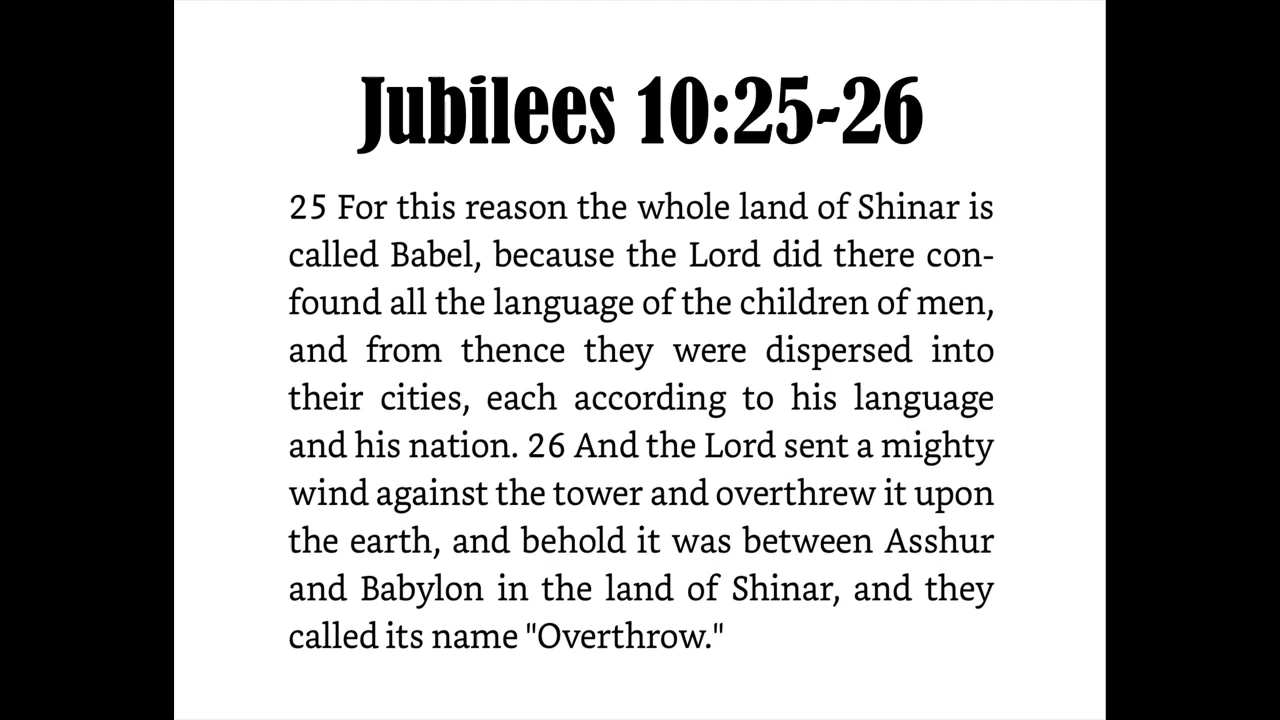 Jubilees 10:25-26
25 For this reason the whole land of Shinar is
called Babel, because the Lord did there con-
found all the language of the children of men,
and from thence they were dispersed into
their cities, each according to his language
and his nation. 26 And the Lord sent a mighty
wind against the tower and overthrew it upon
the earth, and behold it was between Asshur
and Babylon in the land of Shinar, and they
called its name "Overthrow."